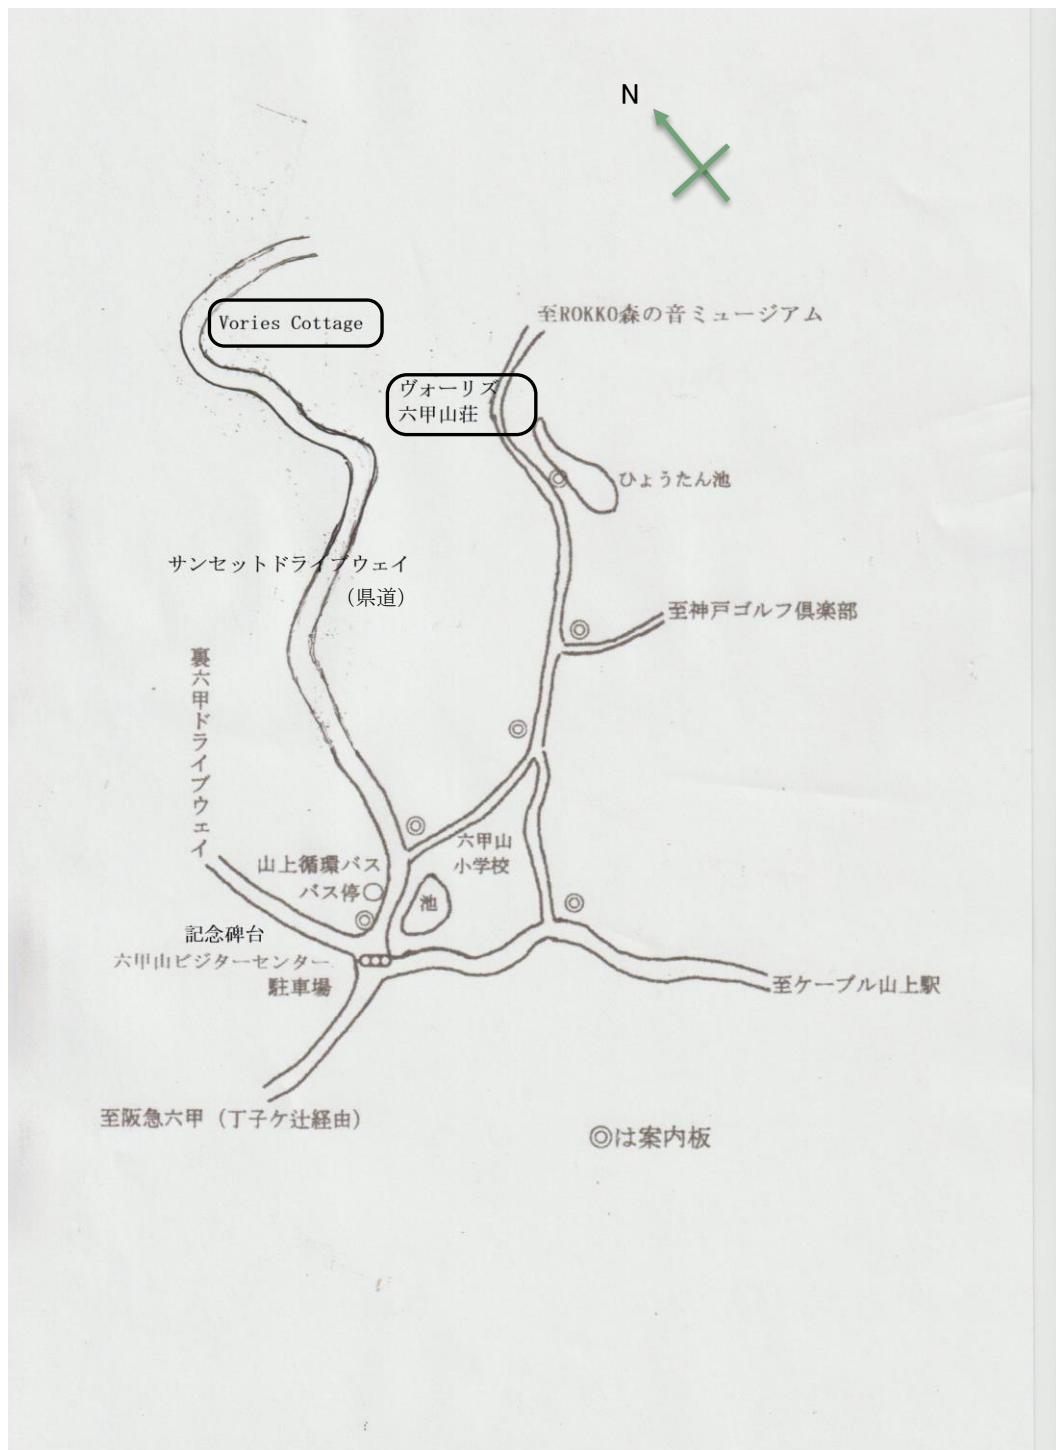 N
至ROKKO森の音ミュージアム
Vories Cottage
ヴォーリズ
六甲山荘
ひょうたん池
サンセットドライブウェイ
（県道）
至神戸ゴルフ倶楽部
裏六甲ドライブウェイ
六甲山
小学校
山上循環バス
バス停○
池
記念碑台
六甲山ビジターセンター
駐車場
至ケーブル山上駅
至阪急六甲（丁子ケ辻経由）
◎は案内板